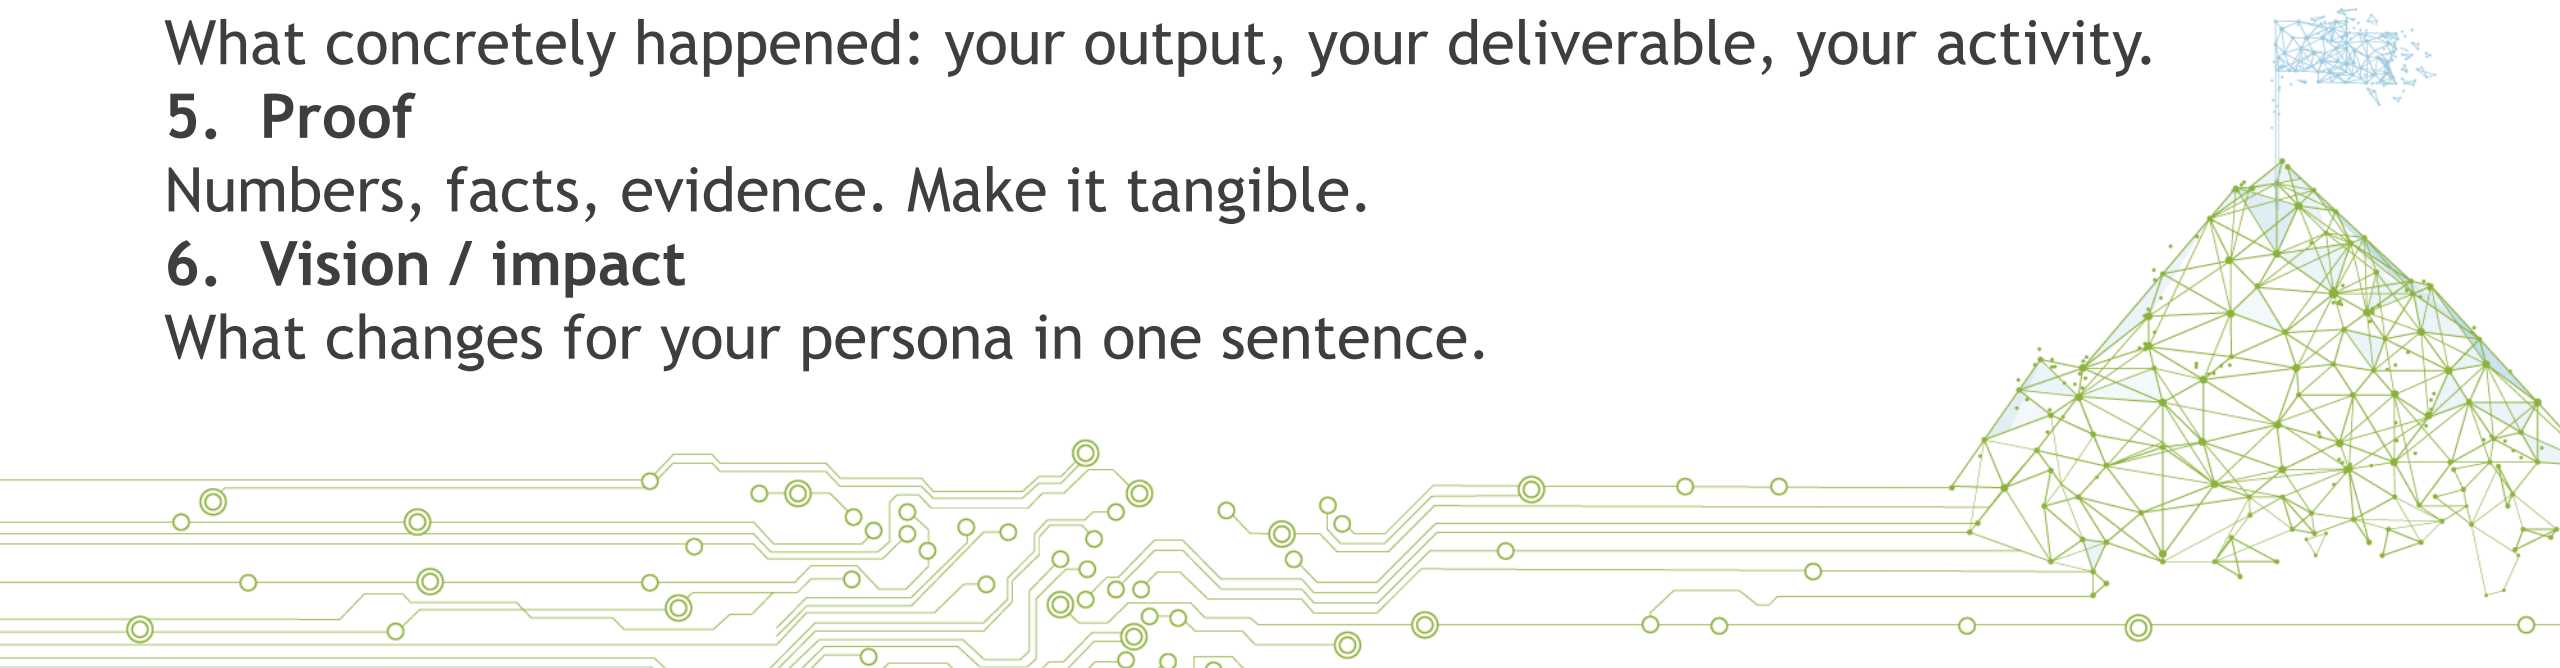 What concretely happened: your output, your deliverable, your activity.
5. Proof
Numbers, facts, evidence. Make it tangible.
6. Vision / impact
What changes for your persona in one sentence.